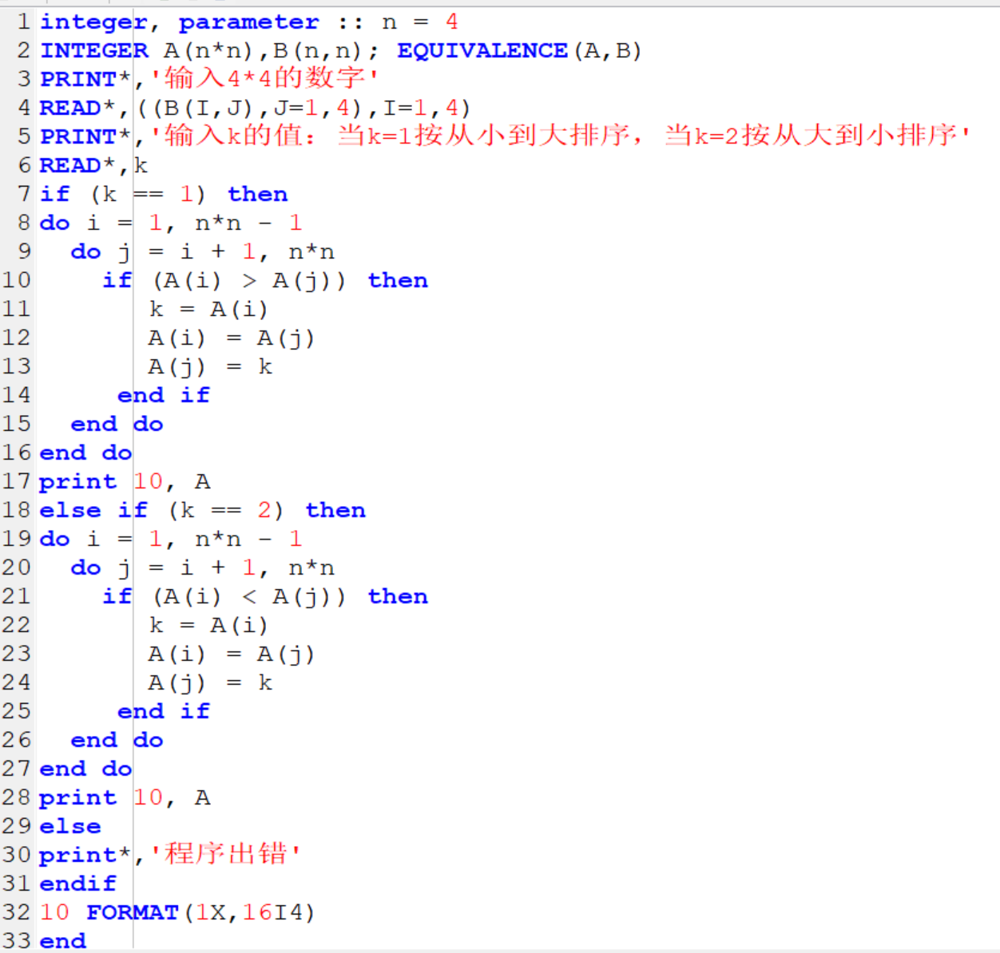 1 integer, parameter :: n = 4
2 INTEGER A(n*n),B(n,n); EQUIVALENCE(A,B)
3 PRINT*,'输入4*4的数字'
4 READ*,((B(I,J),J=1,4),I=1,4)
5 PRINT*,'输入k的值：当k=1按从小到大排序，当k=2按从大到小排序'
6 READ*,k
7 if (k == 1) then
8 do i = 1, n*n - 1
9   do j = i + 1, n*n
10     if (A(i) > A(j)) then
11        k = A(i)
12        A(i) = A(j)
13        A(j) = k
14      end if
15   end do
16 end do
17 print 10, A
18 else if (k == 2) then
19 do i = 1, n*n - 1
20   do j = i + 1, n*n
21     if (A(i) < A(j)) then
22        k = A(i)
23        A(i) = A(j)
24        A(j) = k
25      end if
26   end do
27 end do
28 print 10, A
29 else
30 print*,'程序出错'
31 endif
32 10 FORMAT(1X,16I4)
33 end